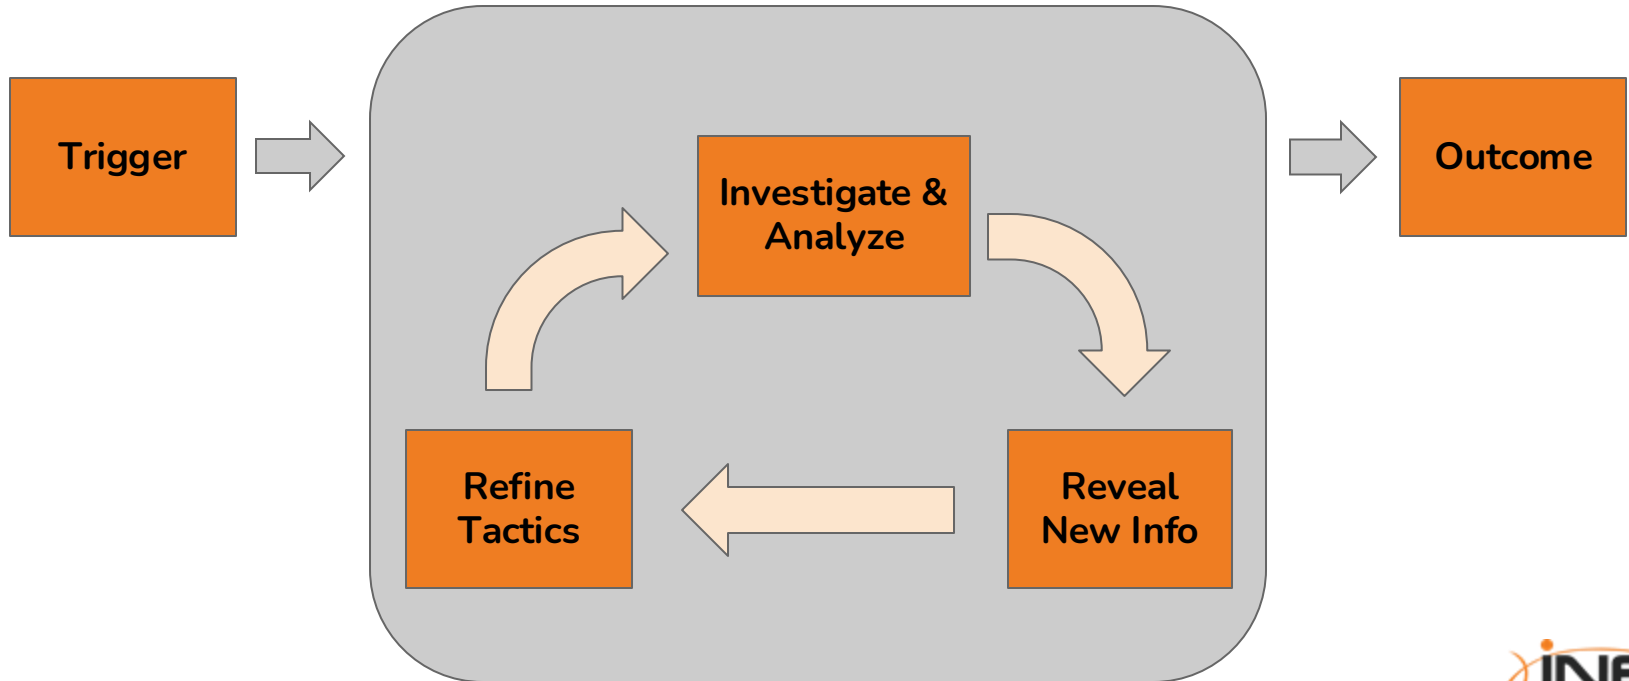 Trigger
Investigate &
Analyze
Outcome
Refine
Tactics
Reveal
New Info